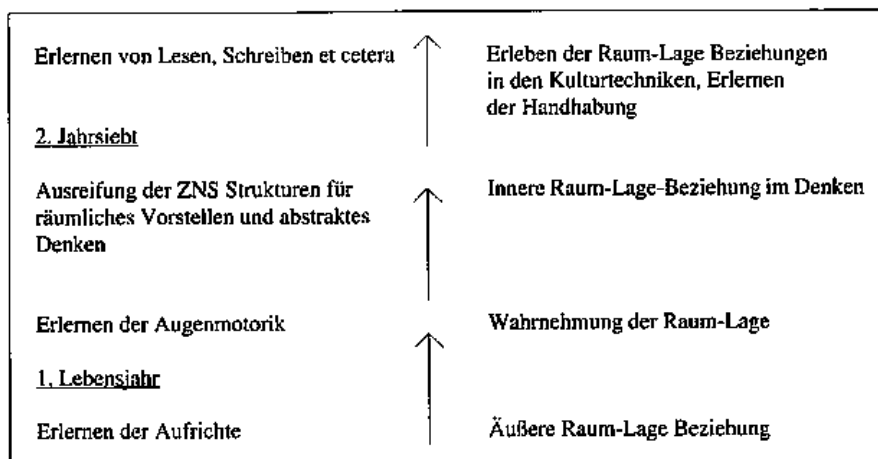 Erlernen von Lesen, Schreiben et cetera
Erleben der Raum-Lage Beziehungen
in den Kulturtechniken, Erlernen
der Handhabung
2. Jahrsiebt
Ausreifung der ZNS Strukturen für
räumliches Vorstellen und abstraktes
Denken
Innere Raum-Lage-Beziehung im Denken
Erlernen der Augenmotorik
Wahrnehmung der Raum-Lage
1. Lebensjahr
Erlernen der Aufrichte
Äußere Raum-Lage Beziehung